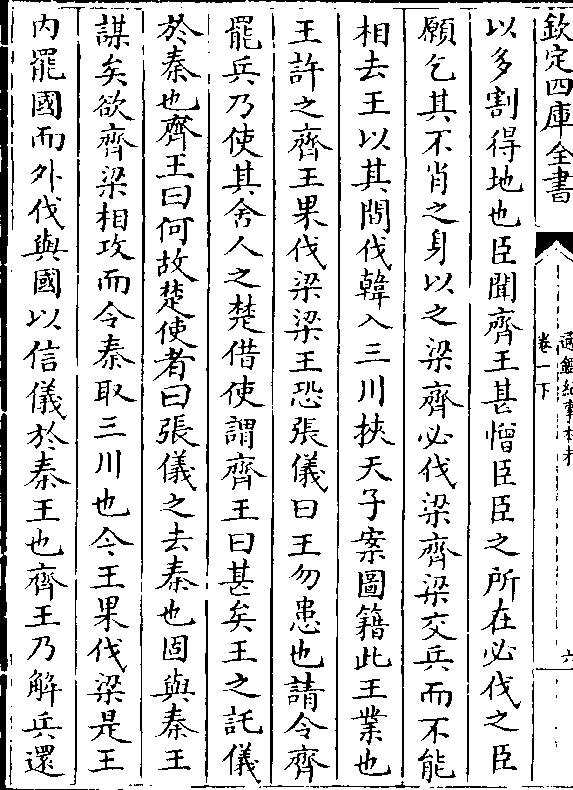 欽定四庫全書
通鑑紀事本末
卷一下
六
以多割得地也臣聞齊王甚憎臣臣之所在必伐之臣
願乞其不肖之身以之梁齊必伐梁齊梁交兵而不能
相去王以其間伐韓入三川挾天子案圖籍此王業也
王許之齊王果伐梁梁王恐張儀曰王勿患也請令齊
罷兵乃使其舍人之楚借使謂齊王曰甚矣王之託儀
於秦也齊王曰何故楚使者曰張儀之去秦也固與秦王
謀矣欲齊梁相攻而令秦取三川也今王果伐梁是王
内罷國而外伐與國以信儀於秦王也齊王乃解兵還